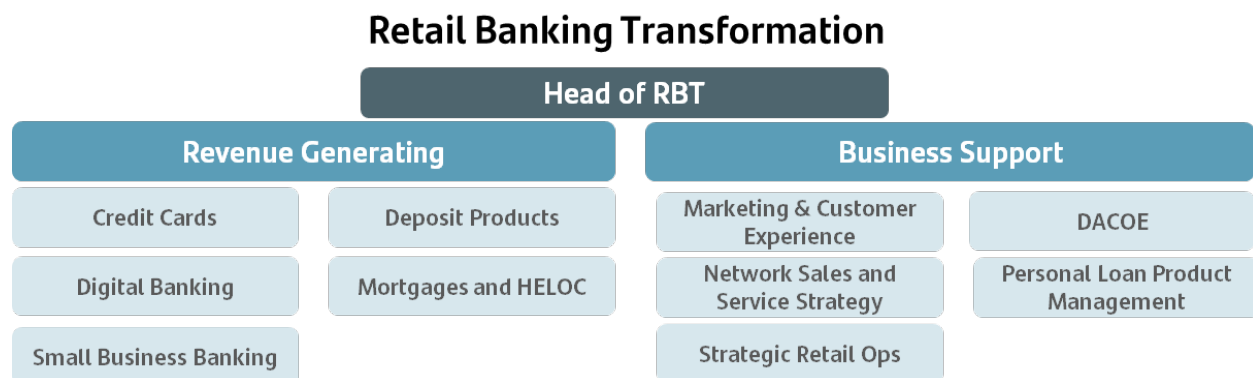 Retail Banking Transformation
Head of RBT
Revenue Generating
Business Support
Credit Cards
Deposit Products
Marketing & Customer
Experience
DACOE
Digital Banking
Mortgages and HELOC
Network Sales and
Service Strategy
Personal Loan Product
Management
Small Business Banking
Strategic Retail Ops